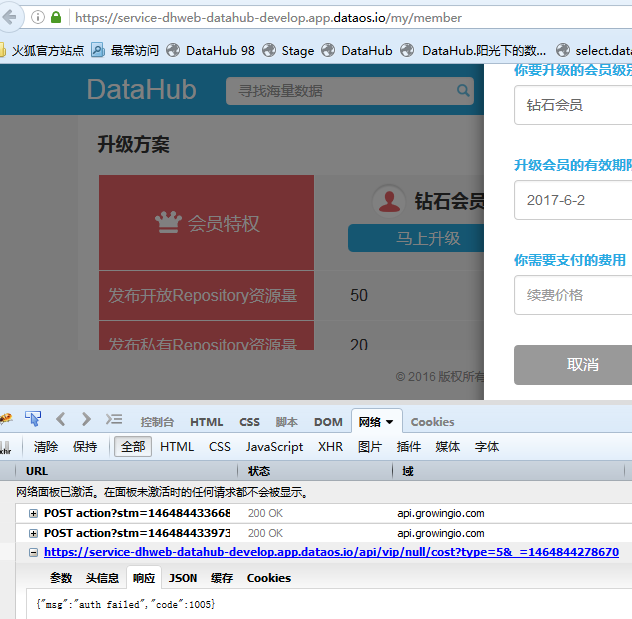 https://service-dhweb-datahub-develop.app.dataos.io/my/member
火狐官方站点 最常访问 DataHub 98 Stage DataHub DataHub.阳光下的数... select.data
DataHub 寻找海量数据
你要升级的会员级别
钻石会员
升级方案
升级会员的有效期限
会员特权 钻石会员
2017-6-2
马上升级
你需要支付的费用
发布开放Repository资源量 50 续费价格
发布私有Repository资源量 20
取消
© 2016 版权所有
控制台 HTML CSS 脚本 DOM 网络 Cookies
xhr 清除 保持 全部 HTML CSS JavaScript XHR 图片 插件 媒体 字体
URL 状态 域
网络面板已激活。在面板未激活时的任何请求都不会被显示。
POST action?stm=146484433668 200 OK api.growingio.com
POST action?stm=146484433973 200 OK api.growingio.com
https://service-dhweb-datahub-develop.app.dataos.io/api/vip/null/cost?type=5&_=1464844278670
参数 头信息 响应 JSON 缓存 Cookies
{"msg":"auth failed","code":1005}